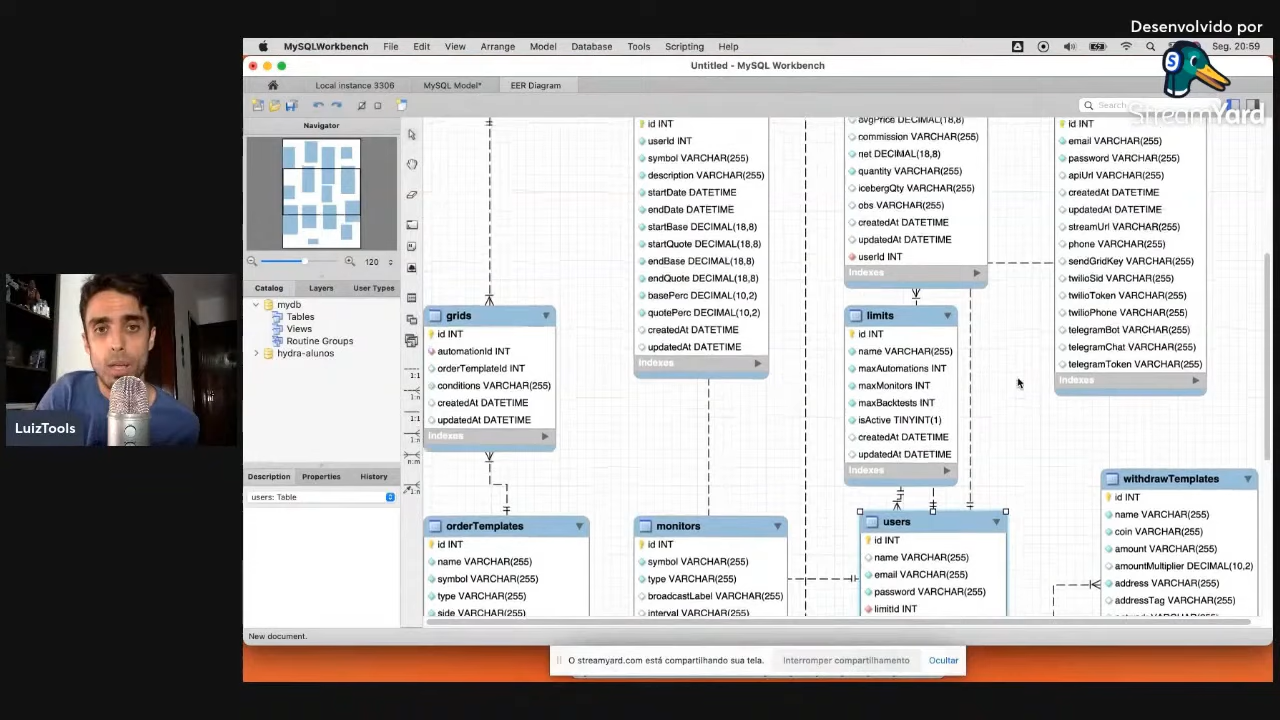 Desenvolvido por
StreamYard
MySQLWorkbench File Edit View Arrange Model Database Tools Scripting Help
Seg. 20:59
Untitled - MySQL Workbench
Local instance 3306
MySQL Model*
EER Diagram
Search
Navigator
120
Catalog Layers User Types
mydb
Tables
Views
Routine Groups
hydra-alunos
Description Properties History
users: Table
New document.
1:1
1:n
1:1
1:n
n:m
1:n
grids
id INT
automationId INT
orderTemplateId INT
conditions VARCHAR(255)
createdAt DATETIME
updatedAt DATETIME
Indexes
orderTemplates
id INT
name VARCHAR(255)
symbol VARCHAR(255)
type VARCHAR(255)
side VARCHAR(255)
id INT
userId INT
symbol VARCHAR(255)
description VARCHAR(255)
startDate DATETIME
endDate DATETIME
startBase DECIMAL(18,8)
startQuote DECIMAL(18,8)
endBase DECIMAL(18,8)
endQuote DECIMAL(18,8)
basePerc DECIMAL(10,2)
quotePerc DECIMAL(10,2)
createdAt DATETIME
updatedAt DATETIME
Indexes
monitors
id INT
symbol VARCHAR(255)
type VARCHAR(255)
broadcastLabel VARCHAR(255)
interval VARCHAR(255)
avgPrice DECIMAL(18,8)
commission VARCHAR(255)
net DECIMAL(18,8)
quantity VARCHAR(255)
icebergQty VARCHAR(255)
obs VARCHAR(255)
createdAt DATETIME
updatedAt DATETIME
userId INT
Indexes
limits
id INT
name VARCHAR(255)
maxAutomations INT
maxMonitors INT
maxBacktests INT
isActive TINYINT(1)
createdAt DATETIME
updatedAt DATETIME
Indexes
users
id INT
name VARCHAR(255)
email VARCHAR(255)
password VARCHAR(255)
limitId INT
id INT
email VARCHAR(255)
password VARCHAR(255)
apiUrl VARCHAR(255)
createdAt DATETIME
updatedAt DATETIME
streamUrl VARCHAR(255)
phone VARCHAR(255)
sendGridKey VARCHAR(255)
twilioSid VARCHAR(255)
twilioToken VARCHAR(255)
twilioPhone VARCHAR(255)
telegramBot VARCHAR(255)
telegramChat VARCHAR(255)
telegramToken VARCHAR(255)
Indexes
withdrawTemplates
id INT
name VARCHAR(255)
coin VARCHAR(255)
amount VARCHAR(255)
amountMultiplier DECIMAL(10,2)
address VARCHAR(255)
addressTag VARCHAR(255)
LuizTools
O streamyard.com está compartilhando sua tela.
Interromper compartilhamento
Ocultar